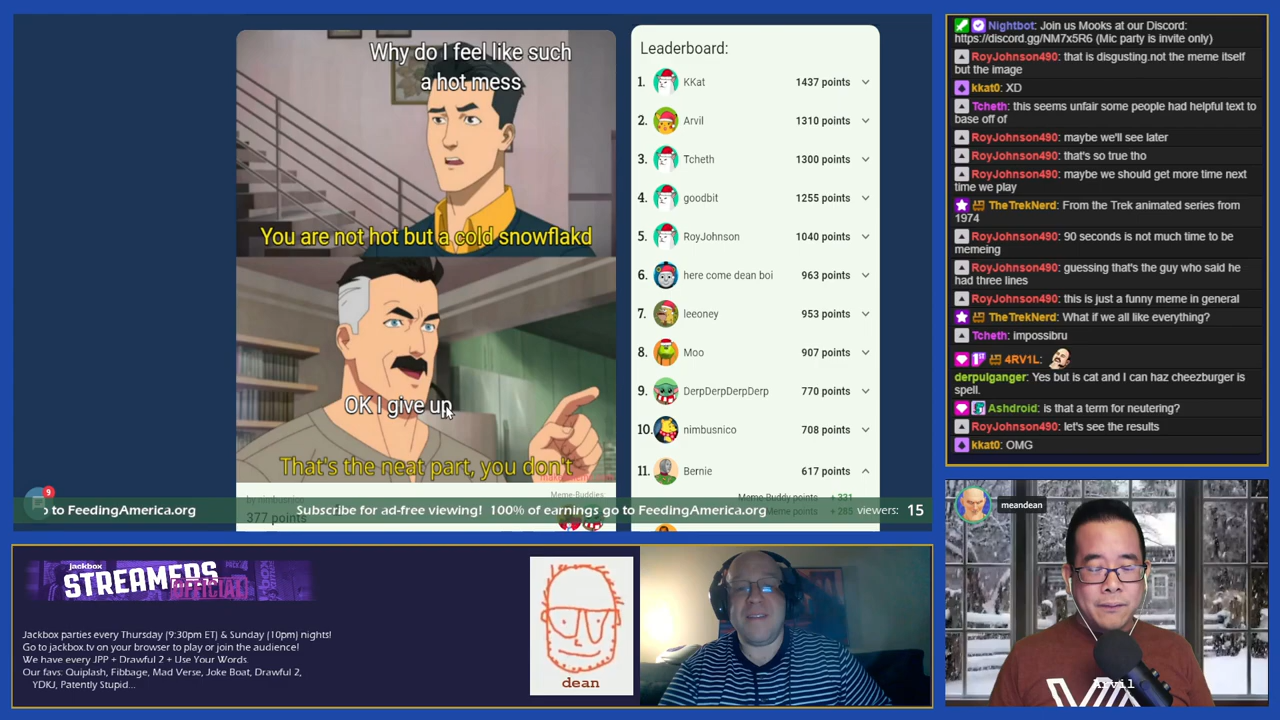 Why do I feel like such
a hot mess
You are not hot but a cold snowflakd
OK I give up
That's the neat part, you don't
by nimbusnico
377 points
Meme-Buddies:
Leaderboard:
1. KKat 1437 points
2. Arvil 1310 points
3. Tcheth 1300 points
4. goodbit 1255 points
5. RoyJohnson 1040 points
6. here come dean boi 963 points
7. leeoney 953 points
8. Moo 907 points
9. DerpDerpDerpDerp 770 points
10. nimbusnico 708 points
11. Bernie 617 points
Meme-Buddy points + 331
Meme points
9
o to FeedingAmerica.org Subscribe for ad-free viewing! 100% of earnings go to FeedingAmerica.org viewers: 15
Nightbot: Join us Mooks at our Discord:
https://discord.gg/NM7x5R6 (Mic party is invite only)
RoyJohnson490: that is disgusting.not the meme itself
but the image
kkat0: XD
Tcheth: this seems unfair some people had helpful text to
base off of
RoyJohnson490: maybe we'll see later
RoyJohnson490: that's so true tho
RoyJohnson490: maybe we should get more time next
time we play
TheTrekNerd: From the Trek animated series from
1974
RoyJohnson490: 90 seconds is not much time to be
memeing
RoyJohnson490: guessing that's the guy who said he
had three lines
RoyJohnson490: this is just a funny meme in general
TheTrekNerd: What if we all like everything?
Tcheth: impossibru
4RV1L:
derpulganger: Yes but is cat and I can haz cheezburger is
spell.
Ashdroid: is that a term for neutering?
RoyJohnson490: let's see the results
kkat0: OMG
jackbox
STREAMERS
OFFICIAL
Jackbox parties every Thursday (9:30pm ET) & Sunday (10pm) nights!
Go to jackbox.tv on your browser to play or join the audience!
We have every JPP + Drawful 2 + Use Your Words
Our favs: Quiplash, Fibbage, Mad Verse, Joke Boat, Drawful 2,
YDKJ, Patently Stupid...
dean
meandean
Arvil